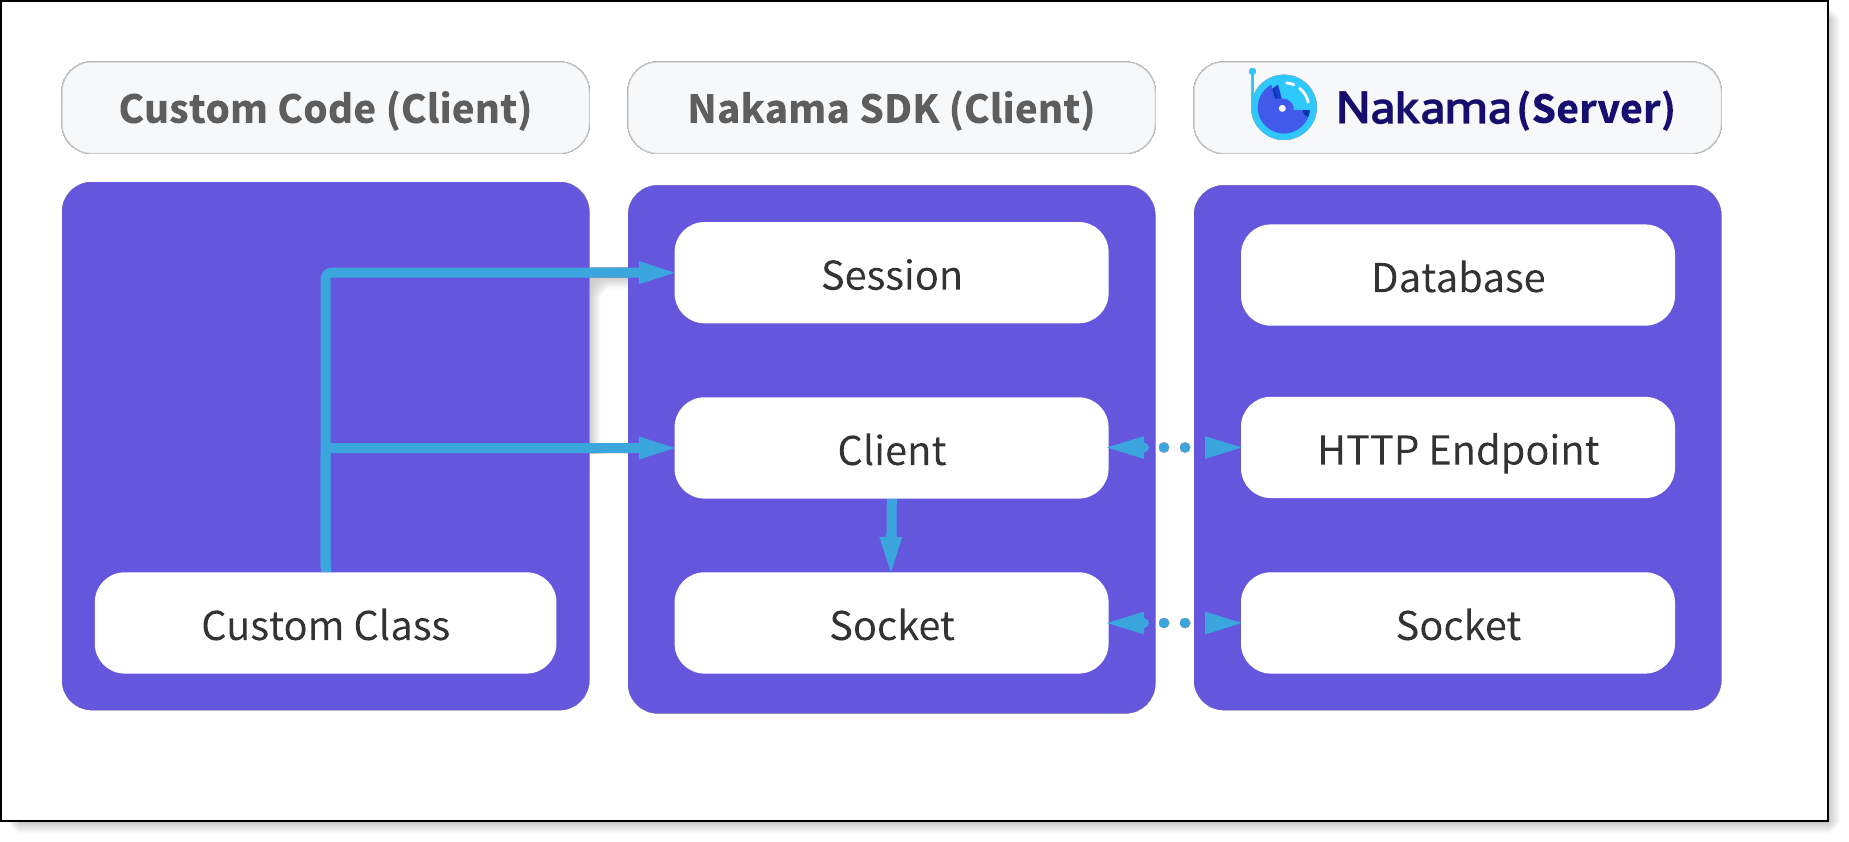 Custom Code (Client)
Nakama SDK (Client)
Nakama (Server)
Session
Client
Socket
Custom Class
Database
HTTP Endpoint
Socket